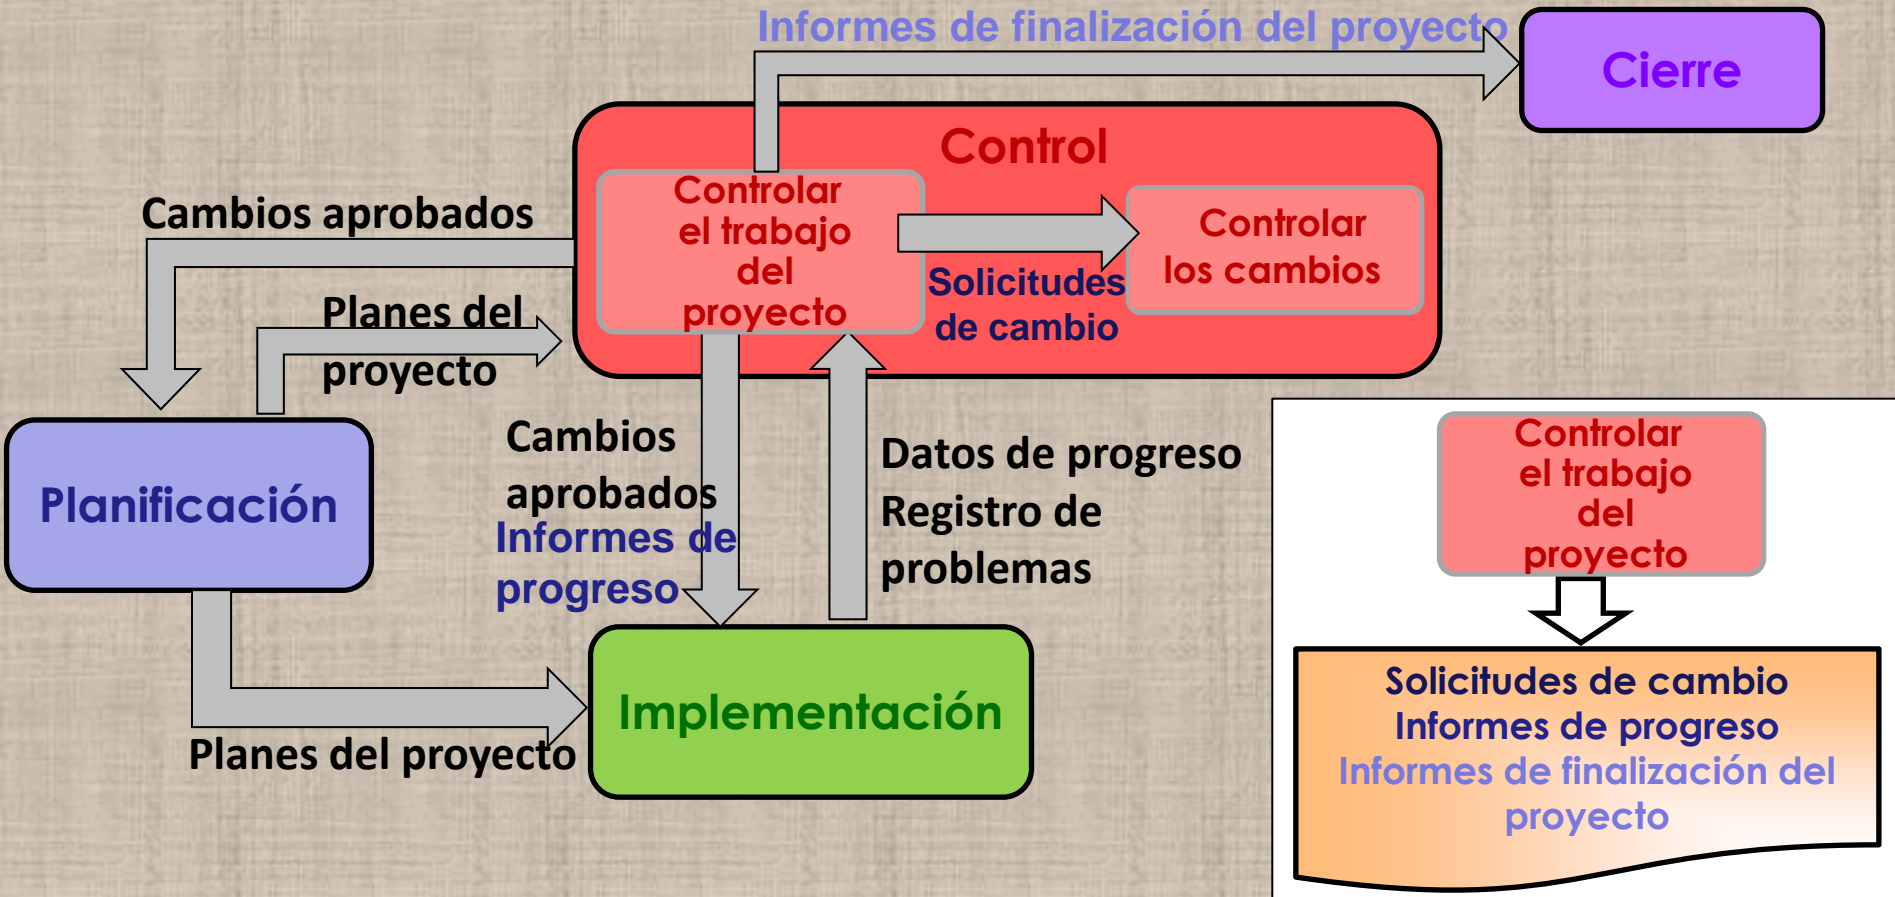 Informes de finalización del proyecto
Cierre
Control
Controlar
el trabajo
del
proyecto
Controlar
los cambios
Solicitudes
de cambio
Cambios aprobados
Planes del
proyecto
Planificación
Cambios
aprobados
Informes de
progreso
Datos de progreso
Registro de
problemas
Implementación
Planes del proyecto
Controlar
el trabajo
del
proyecto
Solicitudes de cambio
Informes de progreso
Informes de finalización del
proyecto